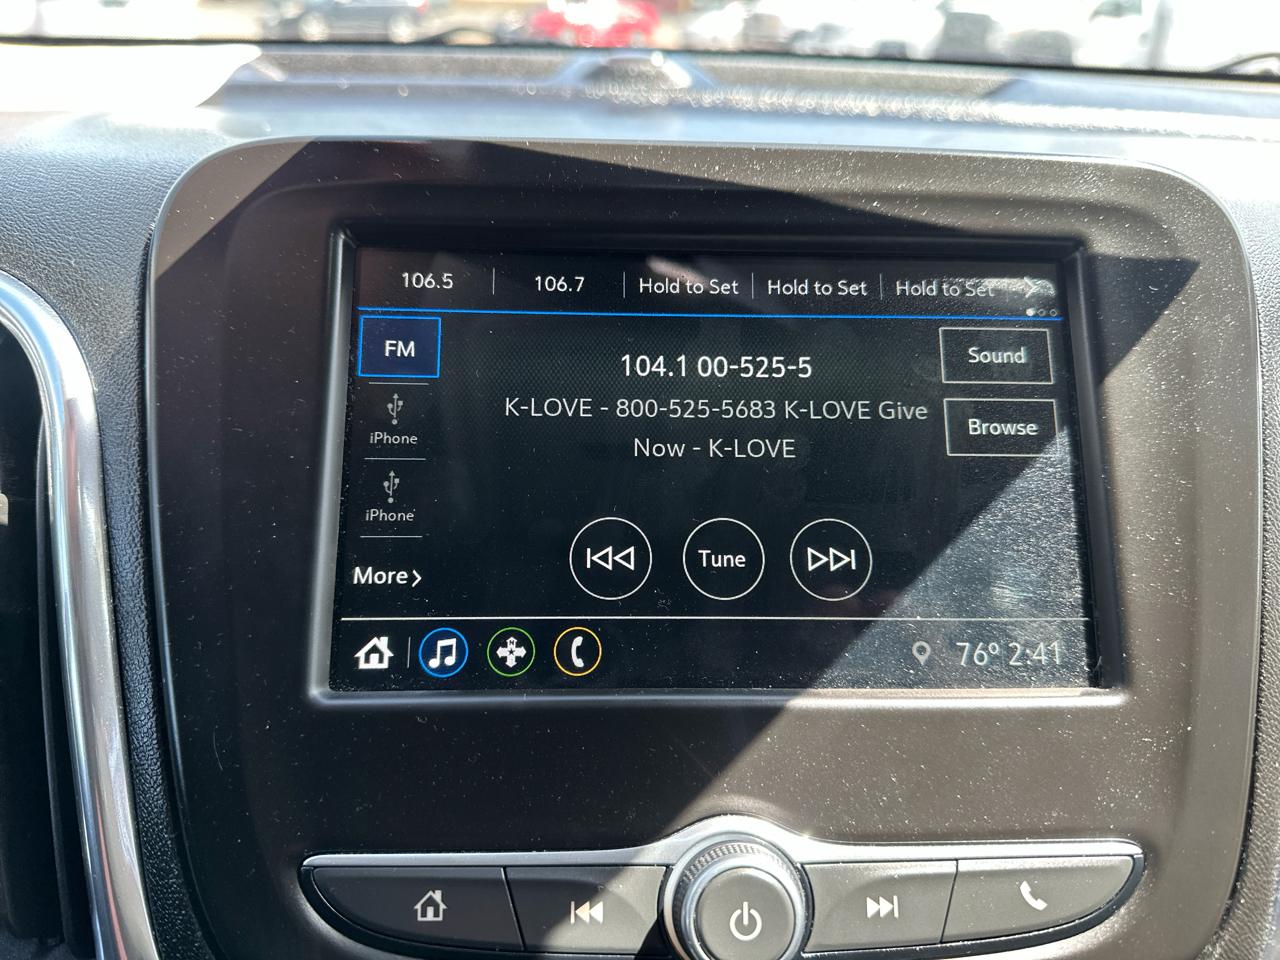 106.5 106.7 Hold to Set Hold to Set Hold to Set
FM
104.1 00-525-5
Sound
K-LOVE - 800-525-5683 K-LOVE Give
Now - K-LOVE
Browse
iPhone
iPhone
More
Tune
N
76° 2:41